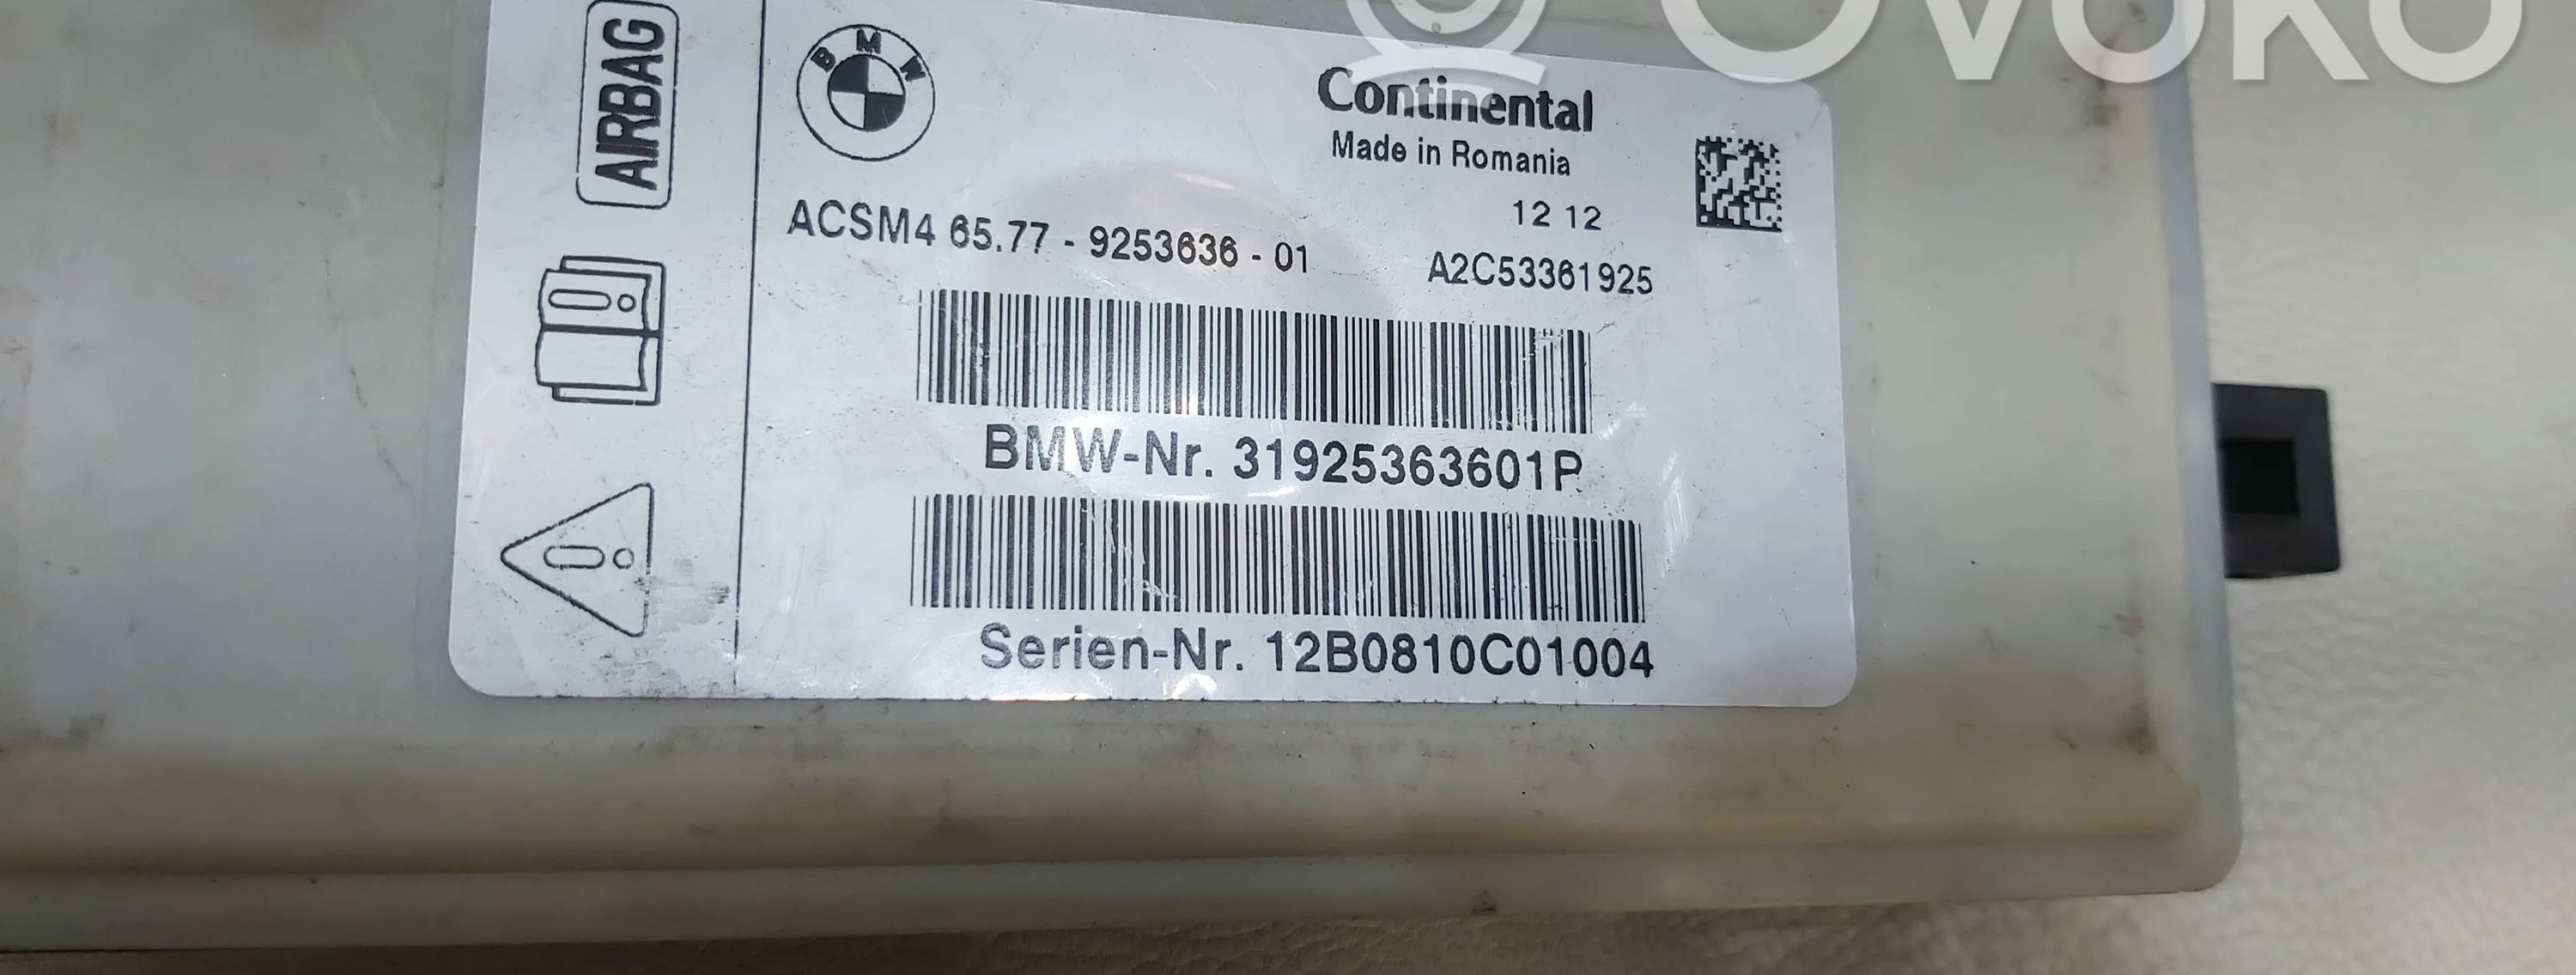 OVOKO
AIRBAG
BMW
Continental
Made in Romania
12 12
ACSM4 65.77 - 9253636 - 01
A2C53361925
BMW-Nr. 31925363601P
Serien-Nr. 12B0810C01004